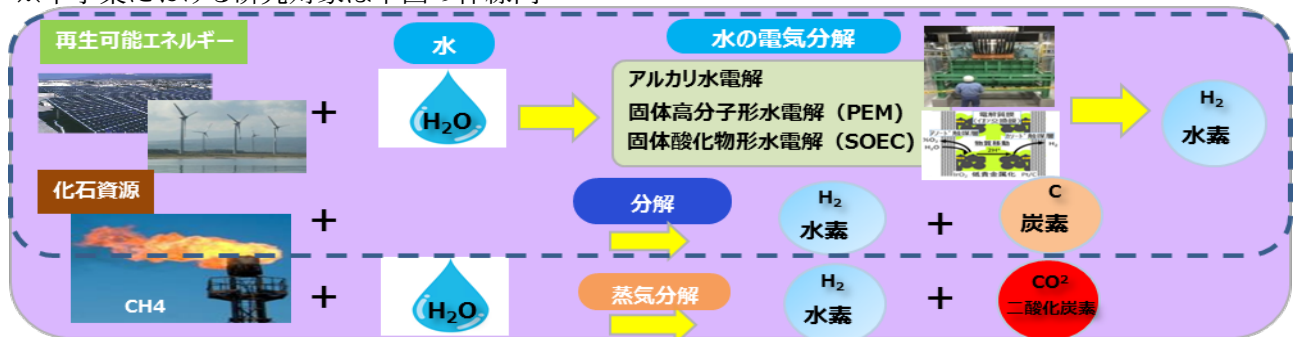 再生可能エネルギー
水
水の電気分解
+
H₂O
アルカリ水電解
固体高分子形水電解（PEM）
固体酸化物形水電解（SOEC）
H₂
水素
化石資源
+
分解
H₂
水素
+
C
炭素
CH4
+
H₂O
蒸気分解
H₂
水素
+
CO²
二酸化炭素